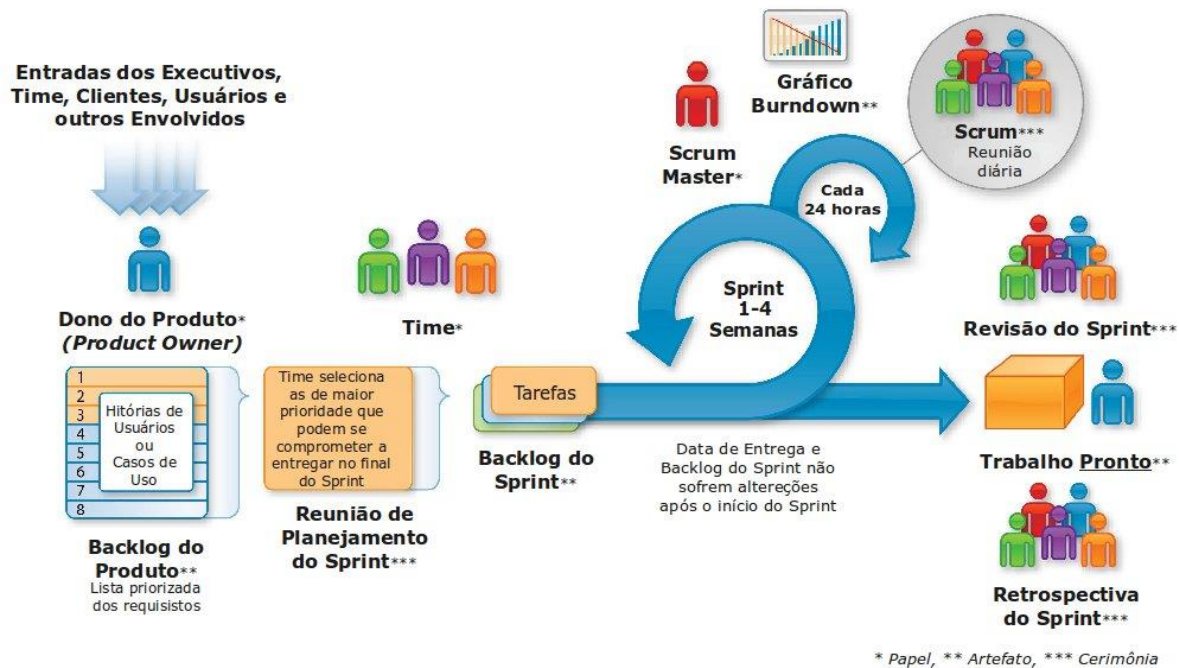 Entradas dos Executivos,
Time, Clientes, Usuários e
outros Envolvidos
Dono do Produto*
(Product Owner)
1
2
3
4
5
6
7
8
Hitórias de
Usuários
ou
Casos de
Uso
Backlog do
Produto**
Lista priorizada
dos requisistos
Time*
Time seleciona
as de maior
prioridade que
podem se
comprometer a
entregar no final
do Sprint
Reunião de
Planejamento
do Sprint***
Tarefas
Backlog do
Sprint**
Scrum
Master*
Gráfico
Burndown**
Scrum***
Reunião
diária
Cada
24 horas
Sprint
1-4
Semanas
Data de Entrega e
Backlog do Sprint não
sofrem altereções
após o início do Sprint
Revisão do Sprint***
Trabalho Pronto**
Retrospectiva
do Sprint***
* Papel, ** Artefato, *** Cerimônia